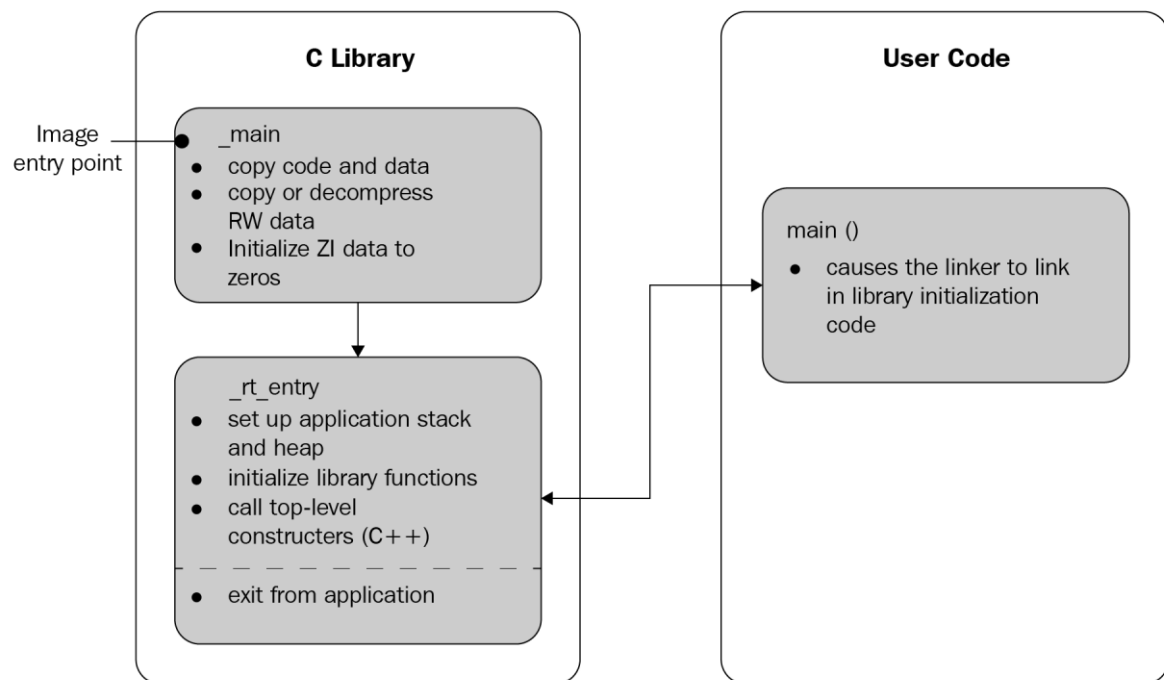 C Library
Image
entry point
_main
copy code and data
copy or decompress
RW data
Initialize ZI data to
zeros
_rt_entry
set up application stack
and heap
initialize library functions
call top-level
constructers (C++)
exit from application
User Code
main ()
causes the linker to link
in library initialization
code